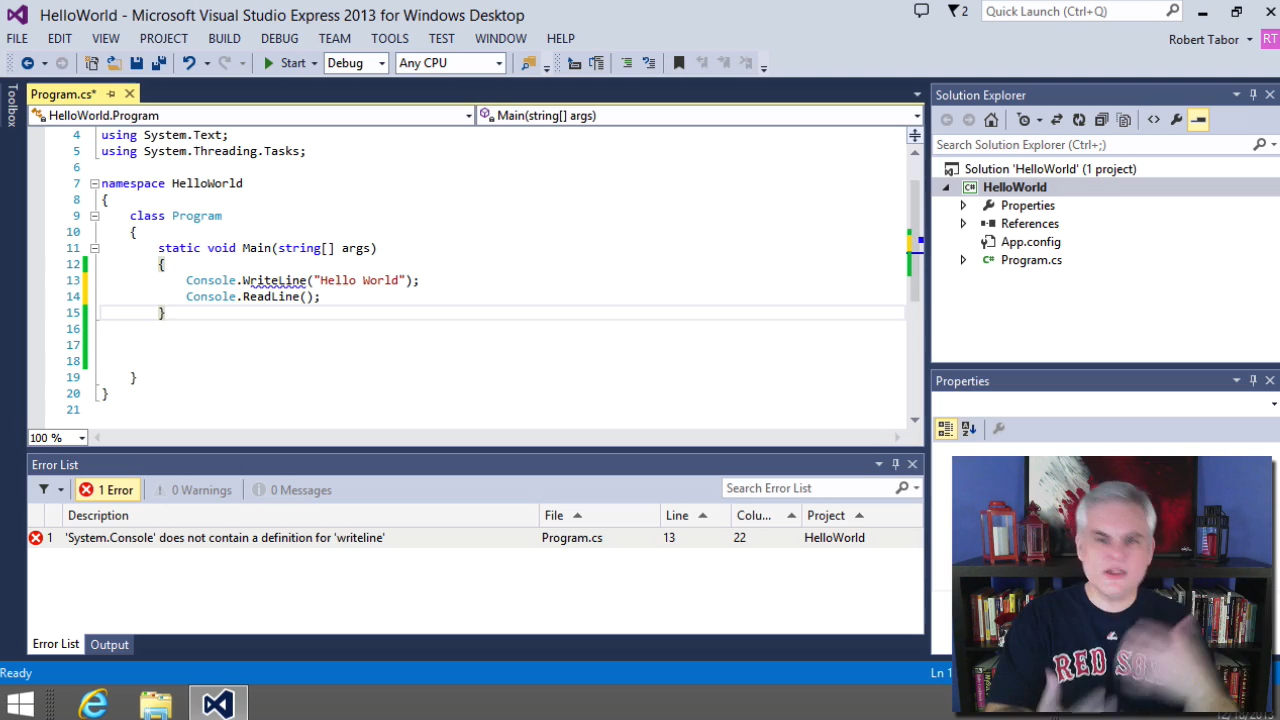 HelloWorld - Microsoft Visual Studio Express 2013 for Windows Desktop
2
Quick Launch (Ctrl+Q)
FILE EDIT VIEW PROJECT BUILD DEBUG TEAM TOOLS TEST WINDOW HELP
Robert Tabor
RT
Start
Debug
Any CPU
Toolbox
Program.cs*
HelloWorld.Program
Main(string[] args)
4 using System.Text;
5 using System.Threading.Tasks;
6
7 namespace HelloWorld
8 {
9 class Program
10 {
11 static void Main(string[] args)
12 {
13 Console.WriteLine("Hello World");
14 Console.ReadLine();
15 }
16
17
18
19 }
20 }
21
100 %
Solution Explorer
Search Solution Explorer (Ctrl+;)
Solution 'HelloWorld' (1 project)
C# HelloWorld
Properties
References
App.config
C# Program.cs
Properties
Error List
1 Error
0 Warnings
0 Messages
Search Error List
Description File Line Colu... Project
1 'System.Console' does not contain a definition for 'writeline' Program.cs 13 22 HelloWorld
Error List Output
Ready
RED SO